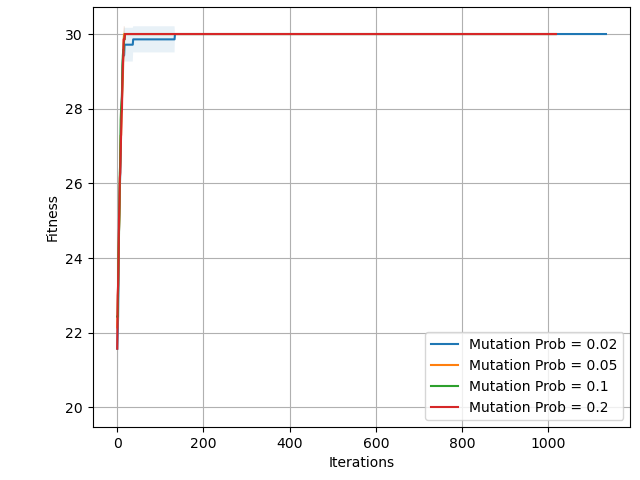 30
28
26
24
22
20
Fitness
0 200 400 600 800 1000
Iterations
Mutation Prob = 0.02
Mutation Prob = 0.05
Mutation Prob = 0.1
Mutation Prob = 0.2